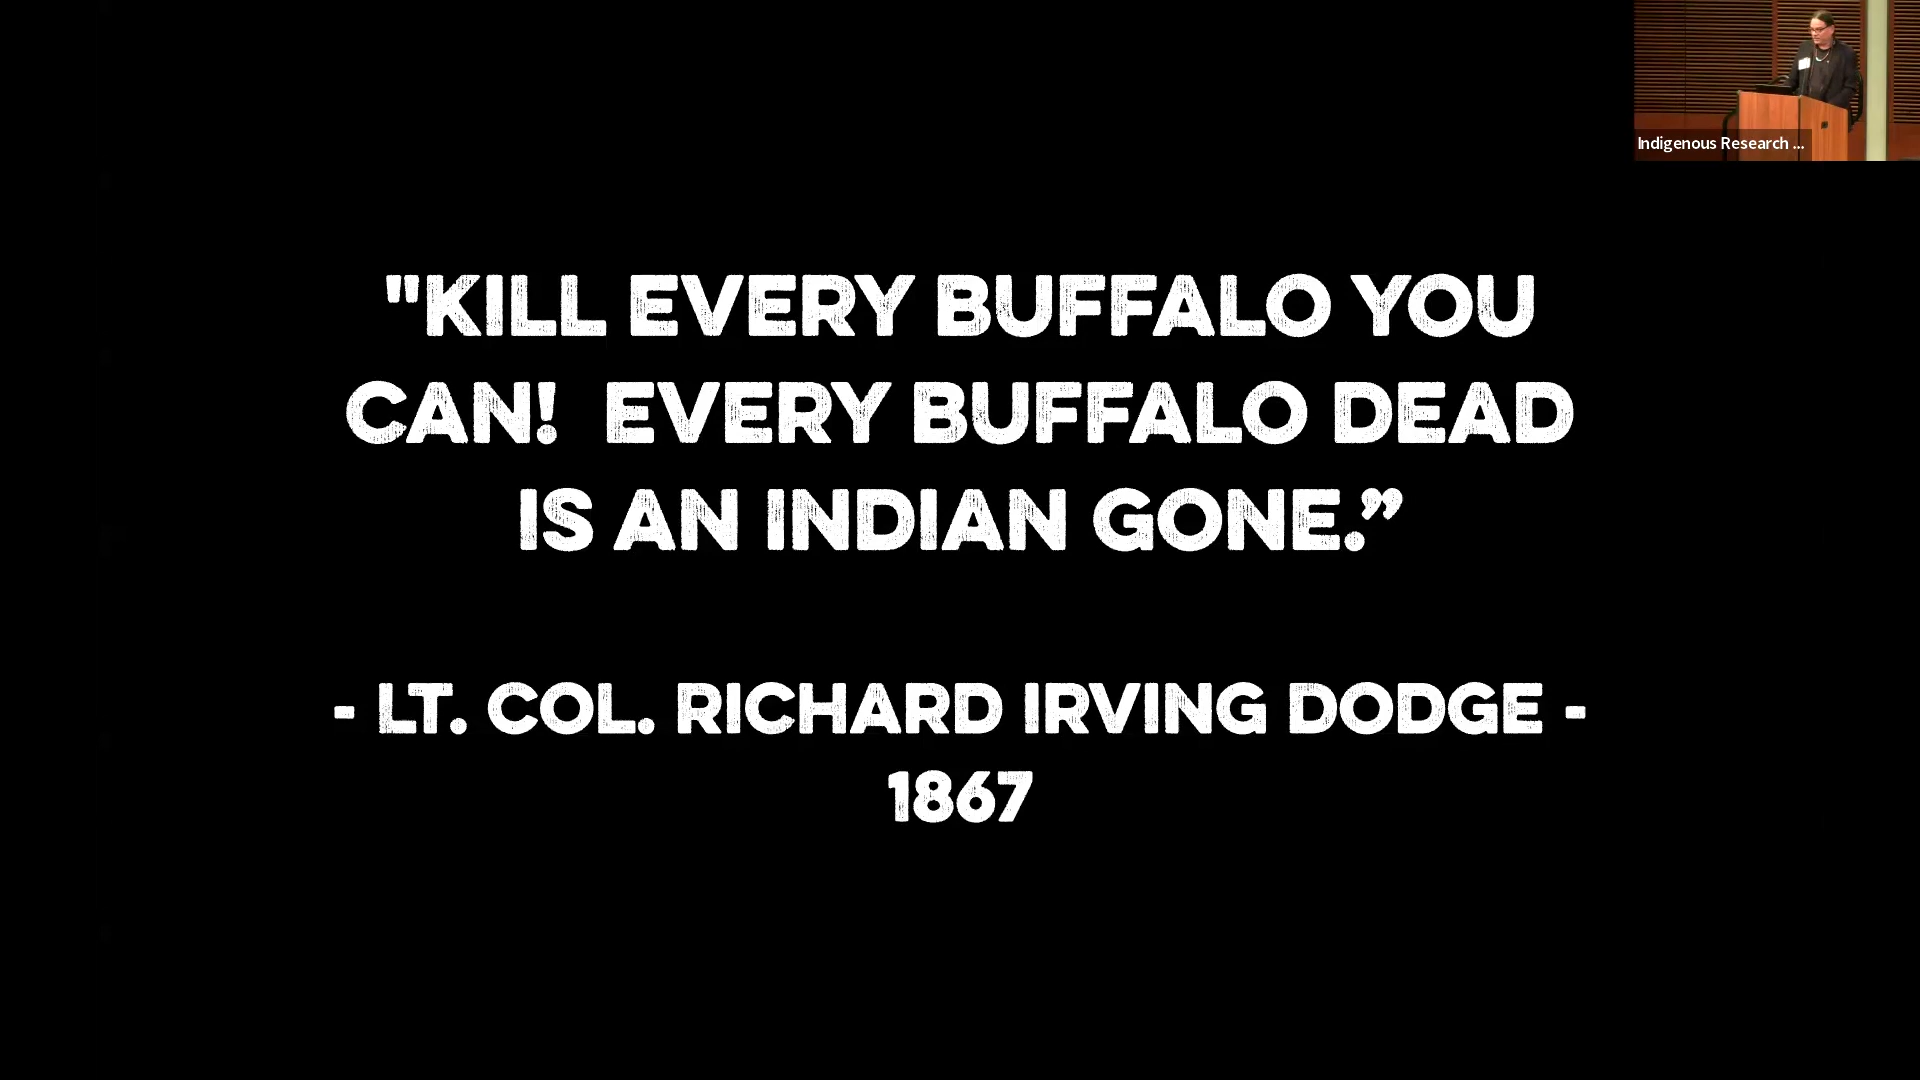 Indigenous Research ...
"KILL EVERY BUFFALO YOU
CAN!  EVERY BUFFALO DEAD
IS AN INDIAN GONE.”
- LT. COL. RICHARD IRVING DODGE -
1867